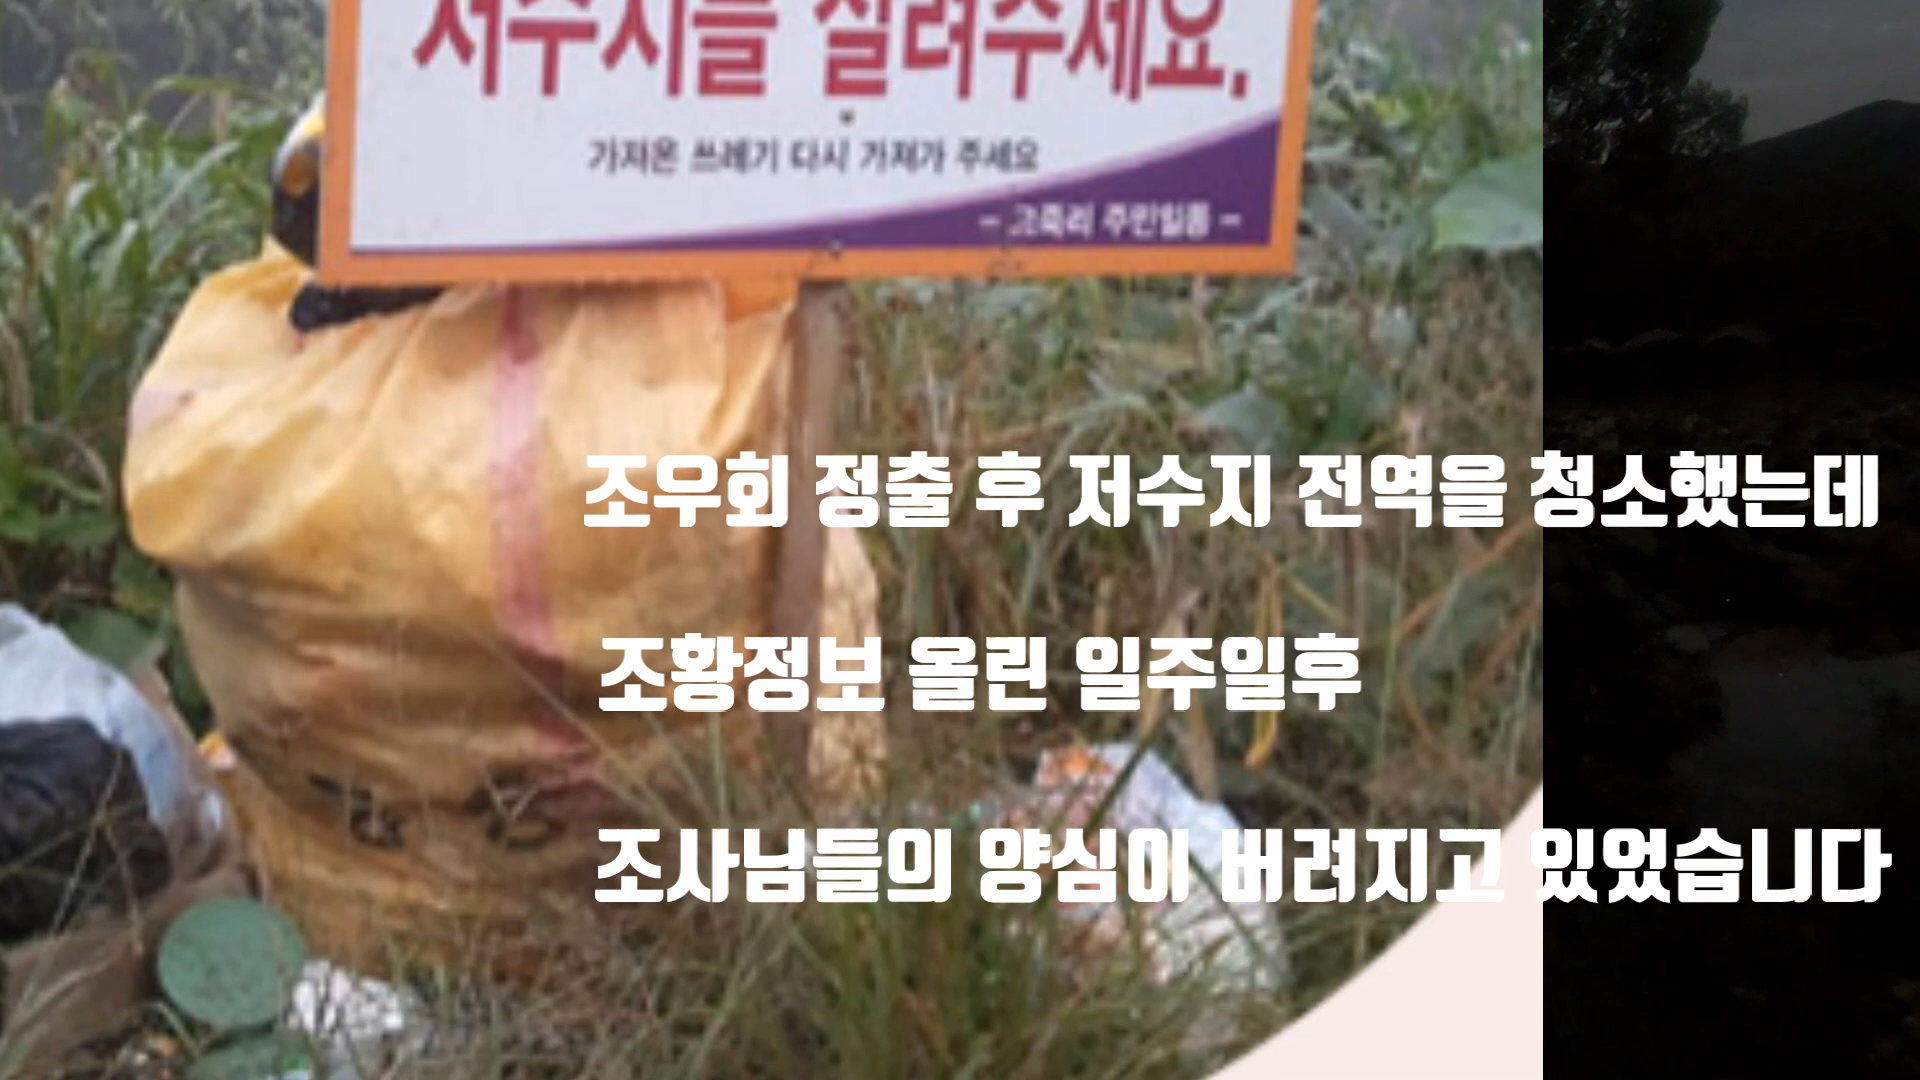 저수지를 살려주세요.
가져온 쓰레기 다시 가져가 주세요
주민일동 –
조우회 정출 후 저수지 전역을 청소했는데
조황정보 올린 일주일후
조사님들의 양심이 버려지고 있었습니다